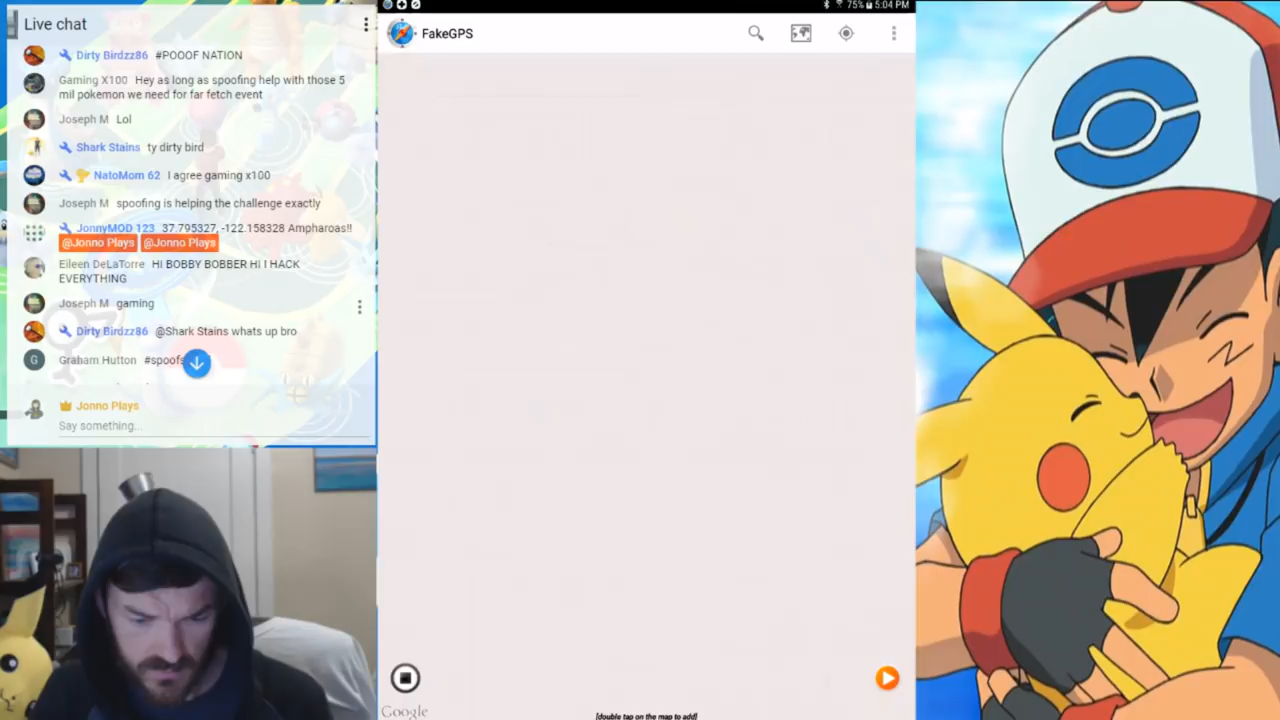 Live chat
Dirty Birdzz86 #POOOF NATION
Gaming X100 Hey as long as spoofing help with those 5
mil pokemon we need for far fetch event
Joseph M Lol
Shark Stains ty dirty bird
NatoMom 62 I agree gaming x100
Joseph M spoofing is helping the challenge exactly
JonnyMOD 123 37.795327, -122.158328 Ampharoas!!
@Jonno Plays @Jonno Plays
Eileen DeLaTorre HI BOBBY BOBBER HI I HACK
EVERYTHING
Joseph M gaming
Dirty Birdzz86 @Shark Stains whats up bro
G Graham Hutton #spoofs
Jonno Plays
Say something...
75% 5:04 PM
FakeGPS
Google
[double tap on the map to add]